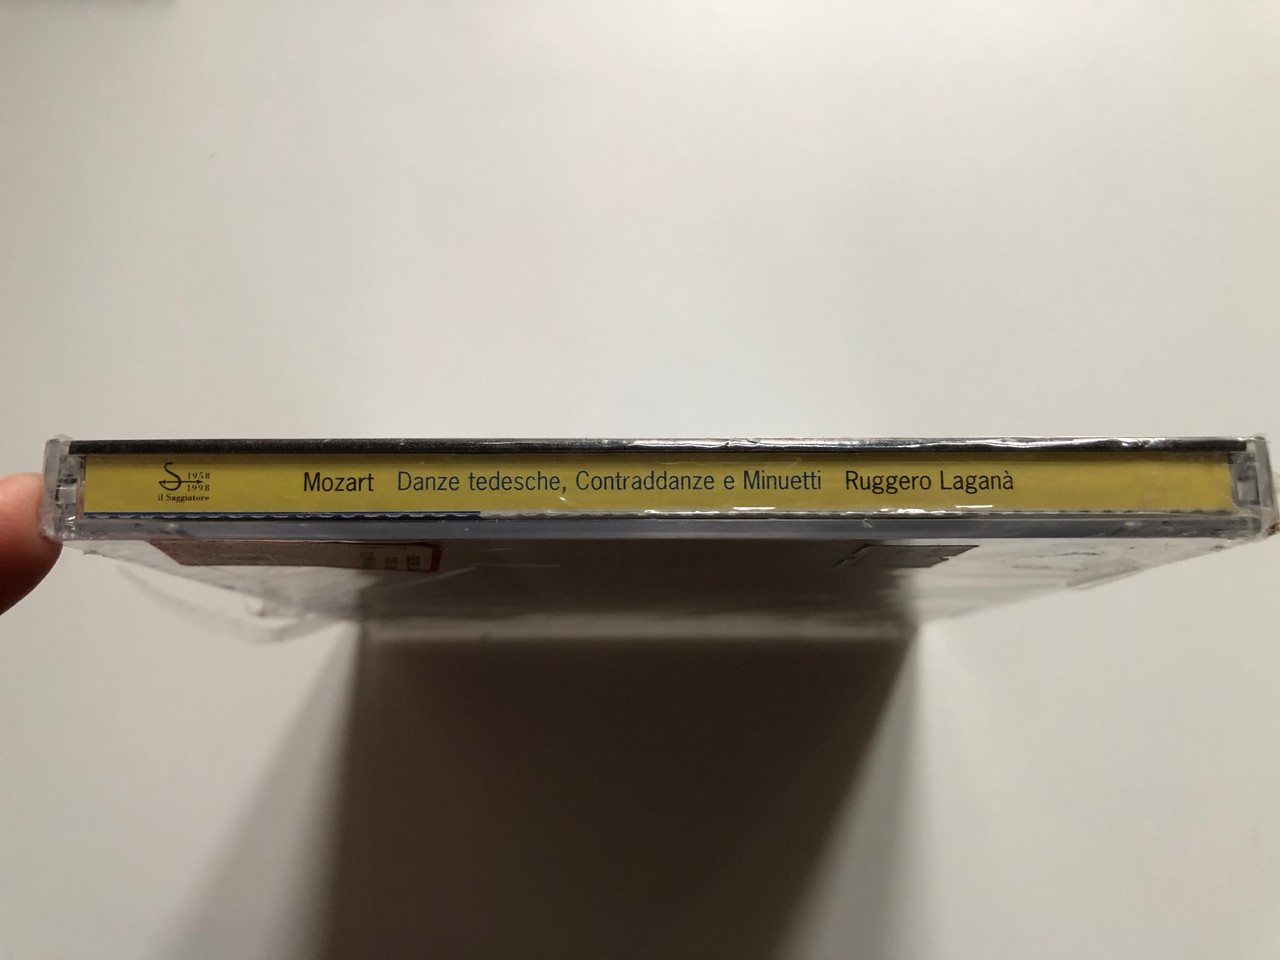 1958
1998
il Saggiatore
Mozart Danze tedesche, Contraddanze e Minuetti Ruggero Laganà